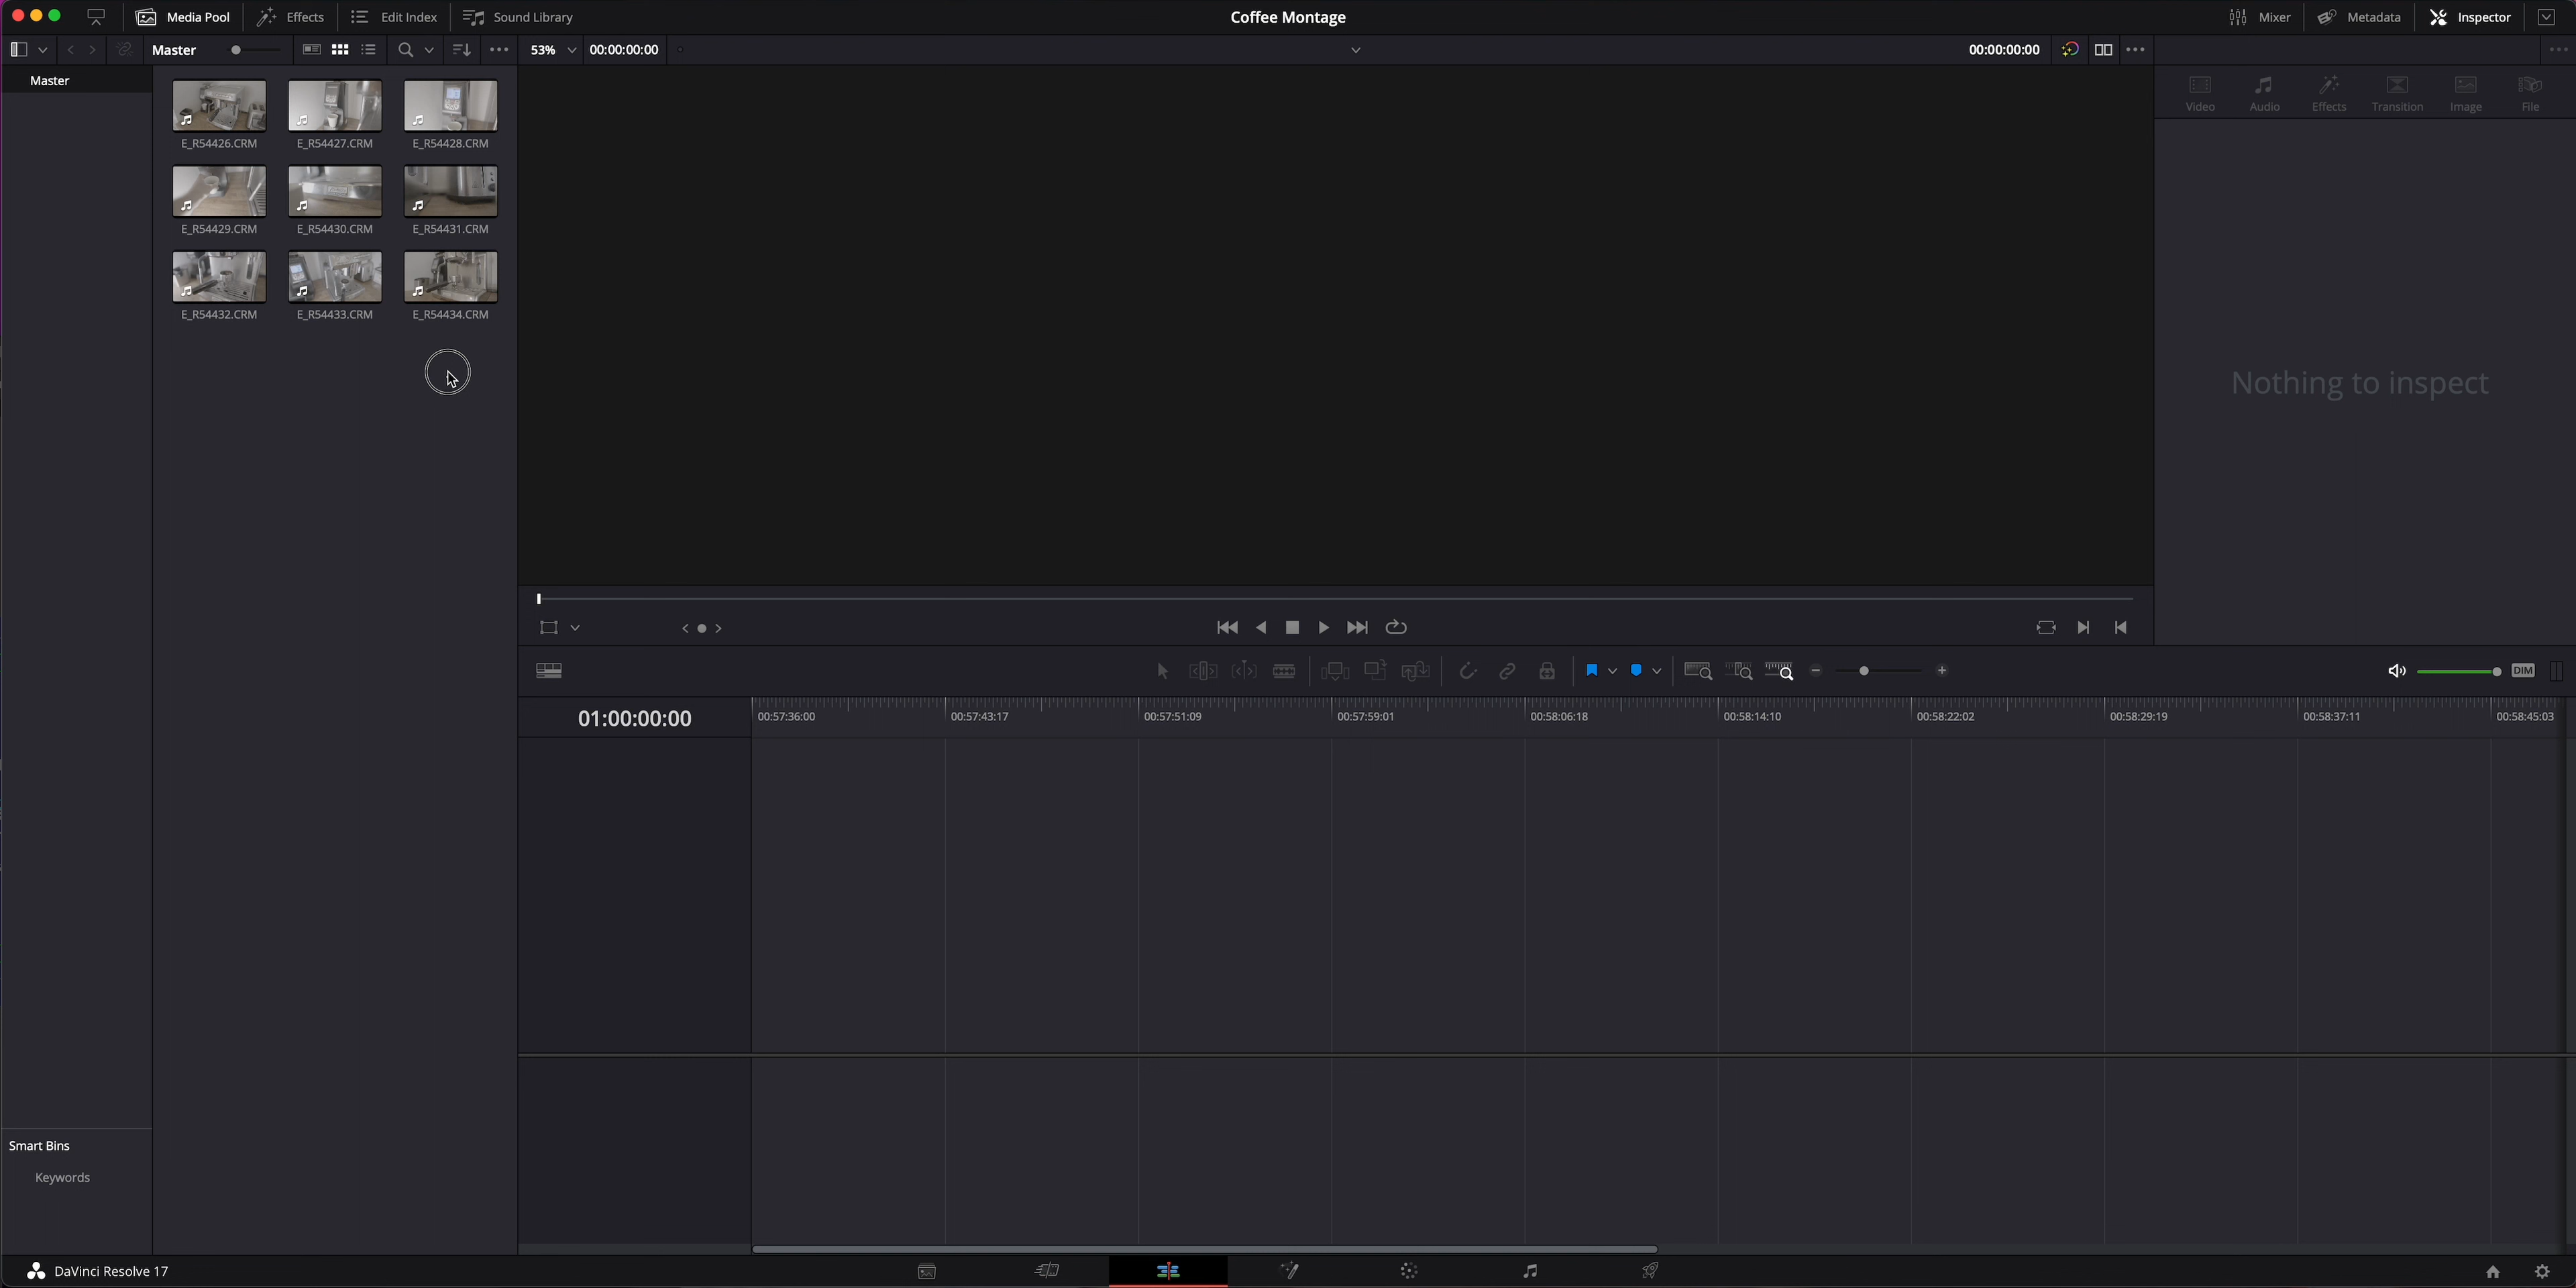 Media Pool Effects Edit Index Sound Library Coffee Montage Mixer Metadata Inspector
Master 53% 00:00:00:00 00:00:00:00
Master
Video Audio Effects Transition Image File
E_R54426.CRM E_R54427.CRM E_R54428.CRM
E_R54429.CRM E_R54430.CRM E_R54431.CRM
E_R54432.CRM E_R54433.CRM E_R54434.CRM
Nothing to inspect
DIM
01:00:00:00 00:57:36:00 00:57:43:17 00:57:51:09 00:57:59:01 00:58:06:18 00:58:14:10 00:58:22:02 00:58:29:19 00:58:37:11 00:58:45:03
Smart Bins
Keywords
DaVinci Resolve 17